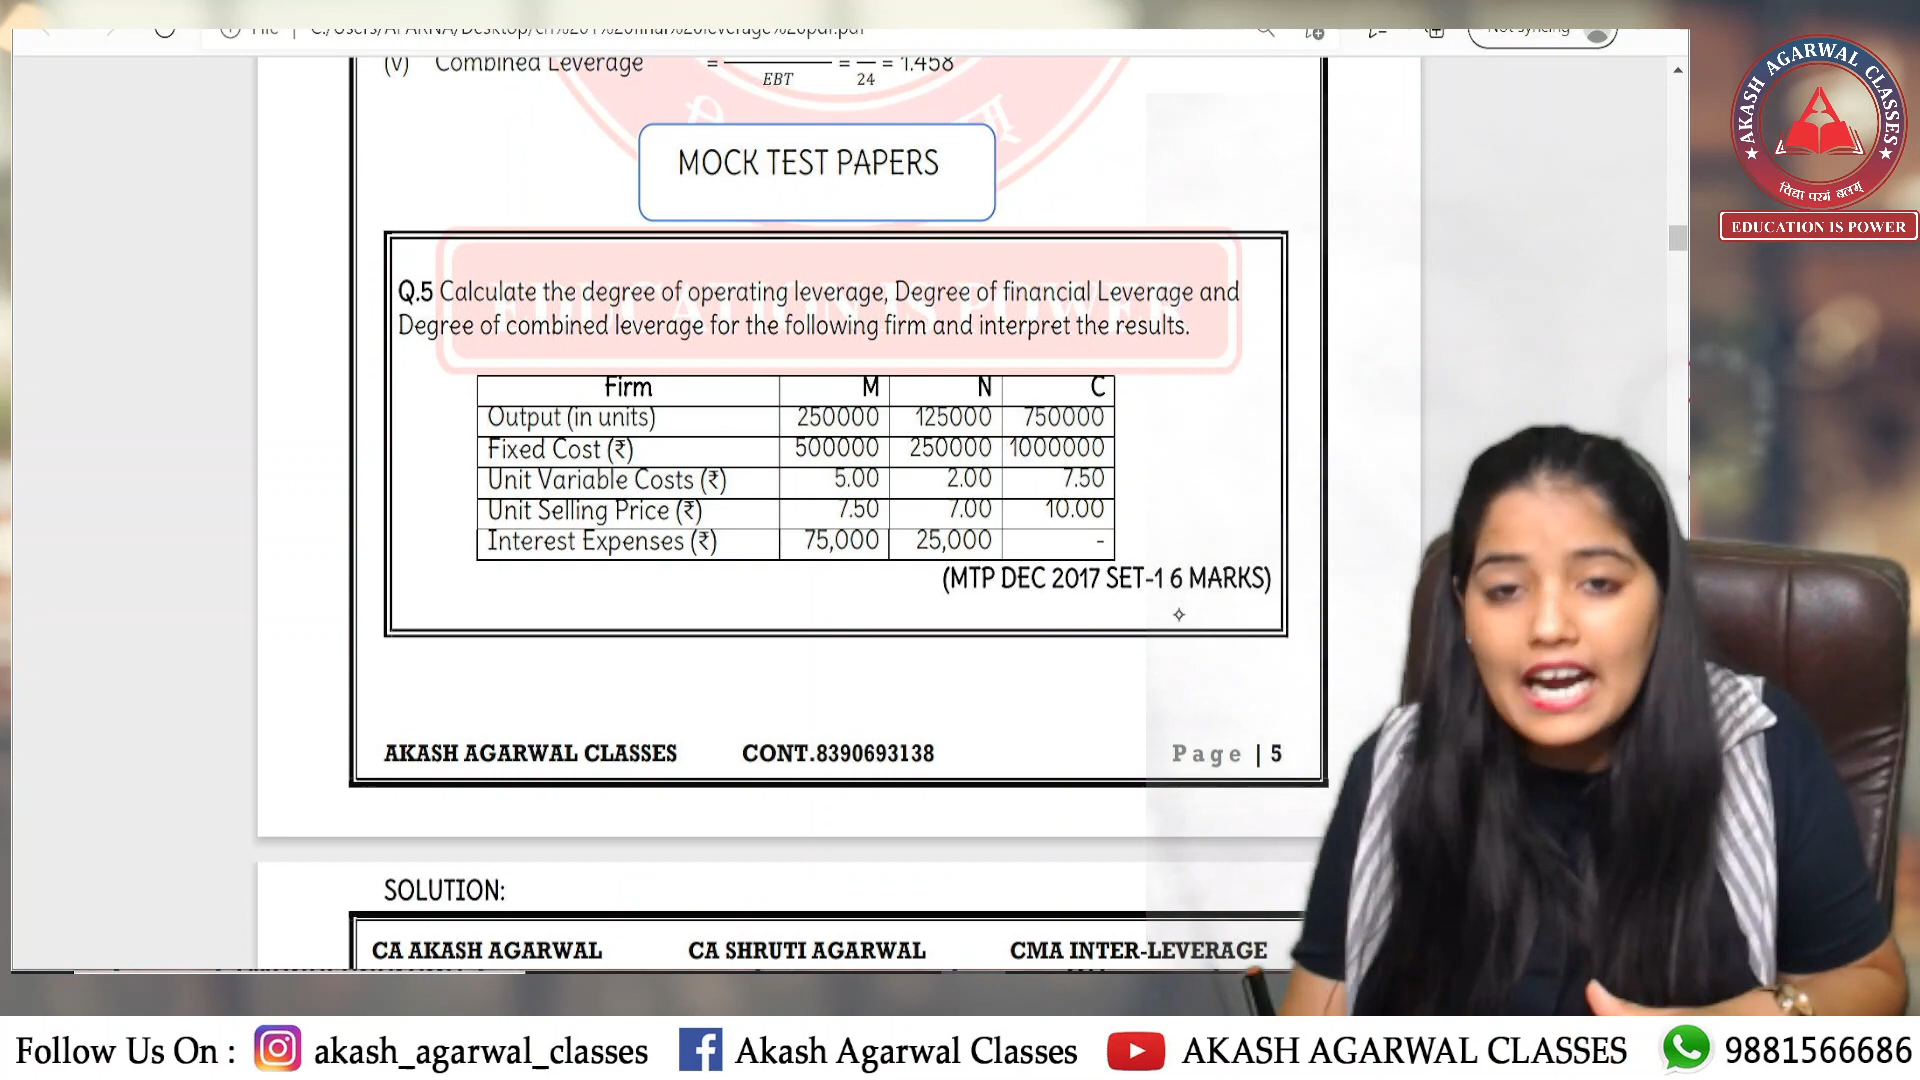 (v) Combined Leverage = EBT = 24 = 1.458
MOCK TEST PAPERS
Q.5 Calculate the degree of operating leverage, Degree of financial Leverage and
Degree of combined leverage for the following firm and interpret the results.
Firm M N C
Output (in units) 250000 125000 750000
Fixed Cost (₹) 500000 250000 1000000
Unit Variable Costs (₹) 5.00 2.00 7.50
Unit Selling Price (₹) 7.50 7.00 10.00
Interest Expenses (₹) 75,000 25,000 -
(MTP DEC 2017 SET-1 6 MARKS)
AKASH AGARWAL CLASSES CONT.8390693138 Page | 5
SOLUTION:
CA AKASH AGARWAL CA SHRUTI AGARWAL CMA INTER-LEVERAGE
AKASH AGARWAL CLASSES
विद्या परमं बलम्
EDUCATION IS POWER
Follow Us On : akash_agarwal_classes Akash Agarwal Classes AKASH AGARWAL CLASSES 9881566686